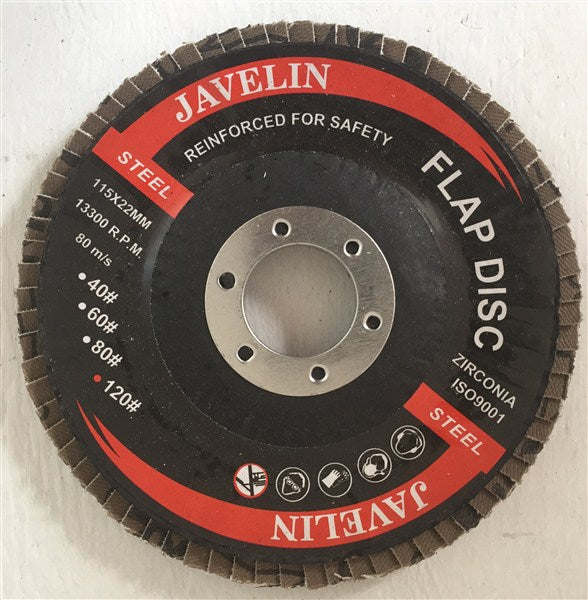 JAVELIN
REINFORCED FOR SAFETY
STEEL
115X22MM
13300 R.P.M.
80 m/s
40#
60#
80#
120#
FLAP DISC
ZIRCONIA
ISO9001
STEEL
JAVELIN